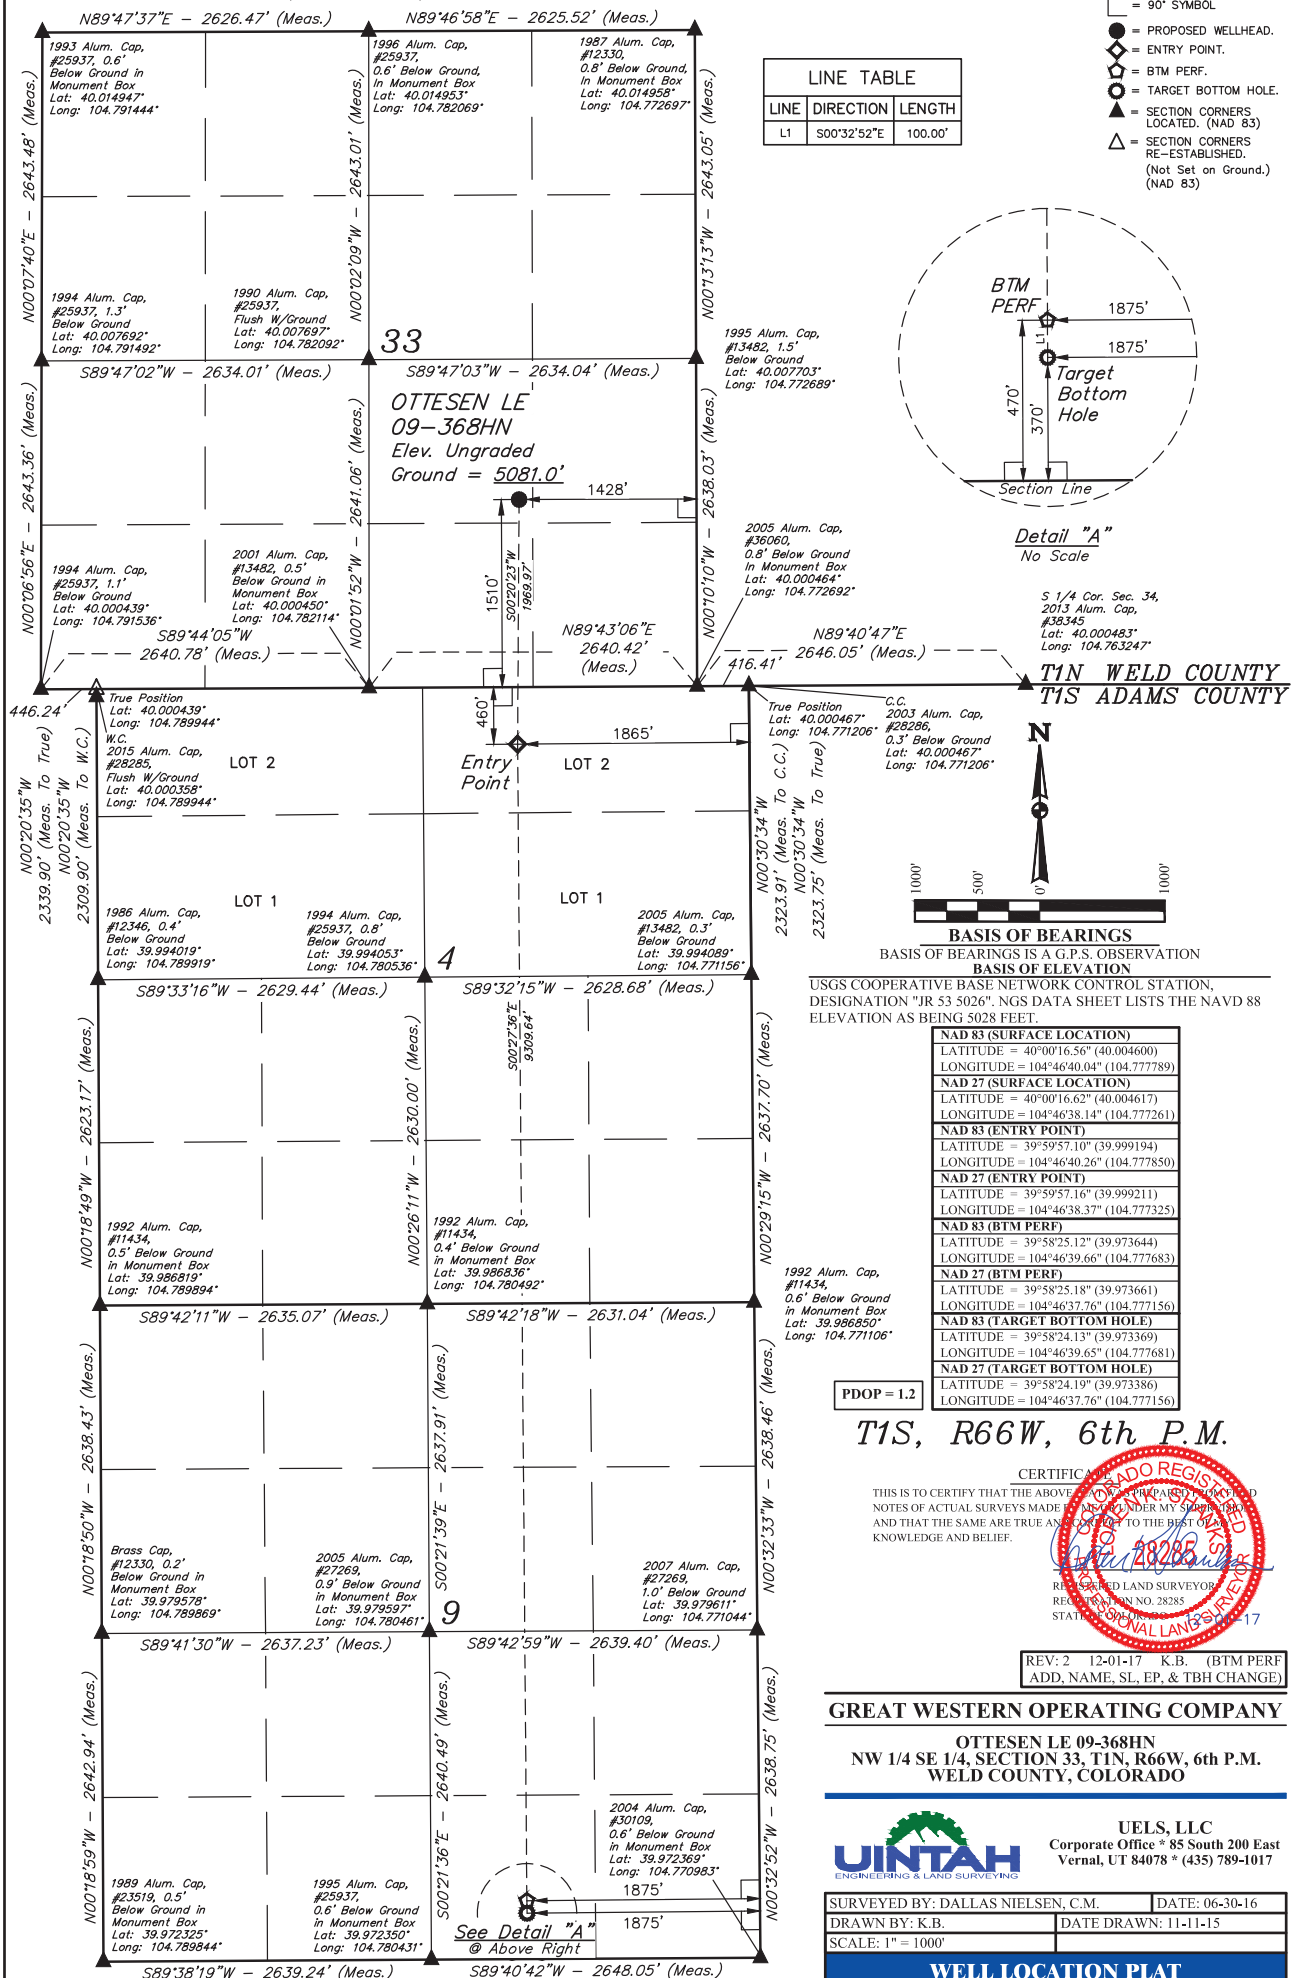 N89°47'37"E - 2626.47' (Meas.)
N89°46'58"E - 2625.52' (Meas.)
1993 Alum. Cap,
#25937, 0.6'
Below Ground in
Monument Box
Lat: 40.014947°
Long: 104.791444°
1996 Alum. Cap,
#25937,
0.6' Below Ground,
In Monument Box
Lat: 40.014953°
Long: 104.782069°
1987 Alum. Cap,
#12330,
0.8' Below Ground,
In Monument Box
Lat: 40.014958°
Long: 104.772697°
N00°07'40"E - 2643.48' (Meas.)
N00°02'09"W - 2643.01' (Meas.)
N00°13'13"W - 2643.05' (Meas.)
LINE TABLE
LINE DIRECTION LENGTH
L1 S00°32'52"E 100.00'
= 90° SYMBOL
= PROPOSED WELLHEAD.
= ENTRY POINT.
= BTM PERF.
= TARGET BOTTOM HOLE.
= SECTION CORNERS
LOCATED. (NAD 83)
= SECTION CORNERS
RE-ESTABLISHED.
(Not Set on Ground.)
(NAD 83)
1994 Alum. Cap,
#25937, 1.3'
Below Ground
Lat: 40.007692°
Long: 104.791492°
1990 Alum. Cap,
#25937,
Flush W/Ground
Lat: 40.007697°
Long: 104.782092°
33
1995 Alum. Cap,
#13482, 1.5'
Below Ground
Lat: 40.007703°
Long: 104.772689°
S89°47'02"W - 2634.01' (Meas.)
S89°47'03"W - 2634.04' (Meas.)
BTM
PERF
1875'
L1
1875'
Target
Bottom
Hole
470'
370'
Section Line
Detail "A"
No Scale
OTTESEN LE
09-368HN
Elev. Ungraded
Ground = 5081.0'
1428'
1510'
S00°20'23"W
1969.97'
N00°06'56"E - 2643.36' (Meas.)
N00°01'52"W - 2641.06' (Meas.)
N00°10'10"W - 2638.03' (Meas.)
1994 Alum. Cap,
#25937, 1.1'
Below Ground
Lat: 40.000439°
Long: 104.791536°
2001 Alum. Cap,
#13482, 0.5'
Below Ground in
Monument Box
Lat: 40.000450°
Long: 104.782114°
2005 Alum. Cap,
#36060,
0.8' Below Ground
In Monument Box
Lat: 40.000464°
Long: 104.772692°
S 1/4 Cor. Sec. 34,
2013 Alum. Cap,
#38345
Lat: 40.000483°
Long: 104.763247°
S89°44'05"W
2640.78' (Meas.)
N89°43'06"E
2640.42'
(Meas.)
N89°40'47"E
2646.05' (Meas.)
416.41'
T1N WELD COUNTY
T1S ADAMS COUNTY
446.24'
True Position
Lat: 40.000439°
Long: 104.789944°
W.C.
2015 Alum. Cap,
#28285,
Flush W/Ground
Lat: 40.000358°
Long: 104.789944°
LOT 2
460'
1865'
Entry
Point
LOT 2
True Position
Lat: 40.000467°
Long: 104.771206°
C.C.
2003 Alum. Cap,
#28286,
0.3' Below Ground
Lat: 40.000467°
Long: 104.771206°
N00°20'35"W
2339.90' (Meas. To True)
N00°20'35"W
2309.90' (Meas. To W.C.)
N00°30'34"W
2323.91' (Meas. To C.C.)
N00°30'34"W
2323.75' (Meas. To True)
N
1000' 500' 0' 1000'
LOT 1
LOT 1
1986 Alum. Cap,
#12346, 0.4'
Below Ground
Lat: 39.994019°
Long: 104.789919°
1994 Alum. Cap,
#25937, 0.8'
Below Ground
Lat: 39.994053°
Long: 104.780536°
4
2005 Alum. Cap,
#13482, 0.3'
Below Ground
Lat: 39.994089°
Long: 104.771156°
S89°33'16"W - 2629.44' (Meas.)
S89°32'15"W - 2628.68' (Meas.)
BASIS OF BEARINGS
BASIS OF BEARINGS IS A G.P.S. OBSERVATION
BASIS OF ELEVATION
USGS COOPERATIVE BASE NETWORK CONTROL STATION,
DESIGNATION "JR 53 5026". NGS DATA SHEET LISTS THE NAVD 88
ELEVATION AS BEING 5028 FEET.
S00°27'36"E
9309.64'
N00°18'49"W - 2623.17' (Meas.)
N00°26'11"W - 2630.00' (Meas.)
N00°29'15"W - 2637.70' (Meas.)
NAD 83 (SURFACE LOCATION)
LATITUDE = 40°00'16.56" (40.004600)
LONGITUDE = 104°46'40.04" (104.777789)
NAD 27 (SURFACE LOCATION)
LATITUDE = 40°00'16.62" (40.004617)
LONGITUDE = 104°46'38.14" (104.777261)
NAD 83 (ENTRY POINT)
LATITUDE = 39°59'57.10" (39.999194)
LONGITUDE = 104°46'40.26" (104.777850)
NAD 27 (ENTRY POINT)
LATITUDE = 39°59'57.16" (39.999211)
LONGITUDE = 104°46'38.37" (104.777325)
NAD 83 (BTM PERF)
LATITUDE = 39°58'25.12" (39.973644)
LONGITUDE = 104°46'39.66" (104.777683)
NAD 27 (BTM PERF)
LATITUDE = 39°58'25.18" (39.973661)
LONGITUDE = 104°46'37.76" (104.777156)
NAD 83 (TARGET BOTTOM HOLE)
LATITUDE = 39°58'24.13" (39.973369)
LONGITUDE = 104°46'39.65" (104.777681)
NAD 27 (TARGET BOTTOM HOLE)
LATITUDE = 39°58'24.19" (39.973386)
LONGITUDE = 104°46'37.76" (104.777156)
PDOP = 1.2
1992 Alum. Cap,
#11434,
0.5' Below Ground
in Monument Box
Lat: 39.986819°
Long: 104.789894°
1992 Alum. Cap,
#11434,
0.4' Below Ground
in Monument Box
Lat: 39.986836°
Long: 104.780492°
1992 Alum. Cap,
#11434,
0.6' Below Ground
in Monument Box
Lat: 39.986850°
Long: 104.771106°
S89°42'11"W - 2635.07' (Meas.)
S89°42'18"W - 2631.04' (Meas.)
N00°18'50"W - 2638.43' (Meas.)
S00°21'39"E - 2637.91' (Meas.)
N00°32'33"W - 2638.46' (Meas.)
T1S, R66W, 6th P.M.
CERTIFICATE
THIS IS TO CERTIFY THAT THE ABOVE PLAT WAS PREPARED FROM FIELD
NOTES OF ACTUAL SURVEYS MADE BY ME OR UNDER MY SUPERVISION
AND THAT THE SAME ARE TRUE AND CORRECT TO THE BEST OF MY
KNOWLEDGE AND BELIEF.
COLORADO REGISTERED
LOREN K. SHANKS
28285
PROFESSIONAL LAND SURVEYOR
REGISTERED LAND SURVEYOR
REGISTRATION NO. 28285
STATE OF COLORADO
Brass Cap,
#12330, 0.2'
Below Ground in
Monument Box
Lat: 39.979578°
Long: 104.789869°
2005 Alum. Cap,
#27269,
0.9' Below Ground
in Monument Box
Lat: 39.979597°
Long: 104.780461°
9
2007 Alum. Cap,
#27269,
1.0' Below Ground
Lat: 39.979611°
Long: 104.771044°
S89°41'30"W - 2637.23' (Meas.)
S89°42'59"W - 2639.40' (Meas.)
REV: 2 12-01-17 K.B. (BTM PERF
ADD, NAME, SL, EP, & TBH CHANGE)
GREAT WESTERN OPERATING COMPANY
OTTESEN LE 09-368HN
NW 1/4 SE 1/4, SECTION 33, T1N, R66W, 6th P.M.
WELD COUNTY, COLORADO
N00°18'59"W - 2642.94' (Meas.)
S00°21'36"E - 2640.49' (Meas.)
N00°32'52"W - 2638.75' (Meas.)
2004 Alum. Cap,
#30109,
0.6' Below Ground
in Monument Box
Lat: 39.972369°
Long: 104.770983°
1989 Alum. Cap,
#23519, 0.5'
Below Ground in
Monument Box
Lat: 39.972325°
Long: 104.789844°
1995 Alum. Cap,
#25937,
0.6' Below Ground
in Monument Box
Lat: 39.972350°
Long: 104.780431°
1875'
1875'
See Detail "A"
@ Above Right
S89°38'19"W - 2639.24' (Meas.)
S89°40'42"W - 2648.05' (Meas.)
UINTAH
ENGINEERING & LAND SURVEYING
UELS, LLC
Corporate Office * 85 South 200 East
Vernal, UT 84078 * (435) 789-1017
SURVEYED BY: DALLAS NIELSEN, C.M. DATE: 06-30-16
DRAWN BY: K.B. DATE DRAWN: 11-11-15
SCALE: 1" = 1000'
WELL LOCATION PLAT